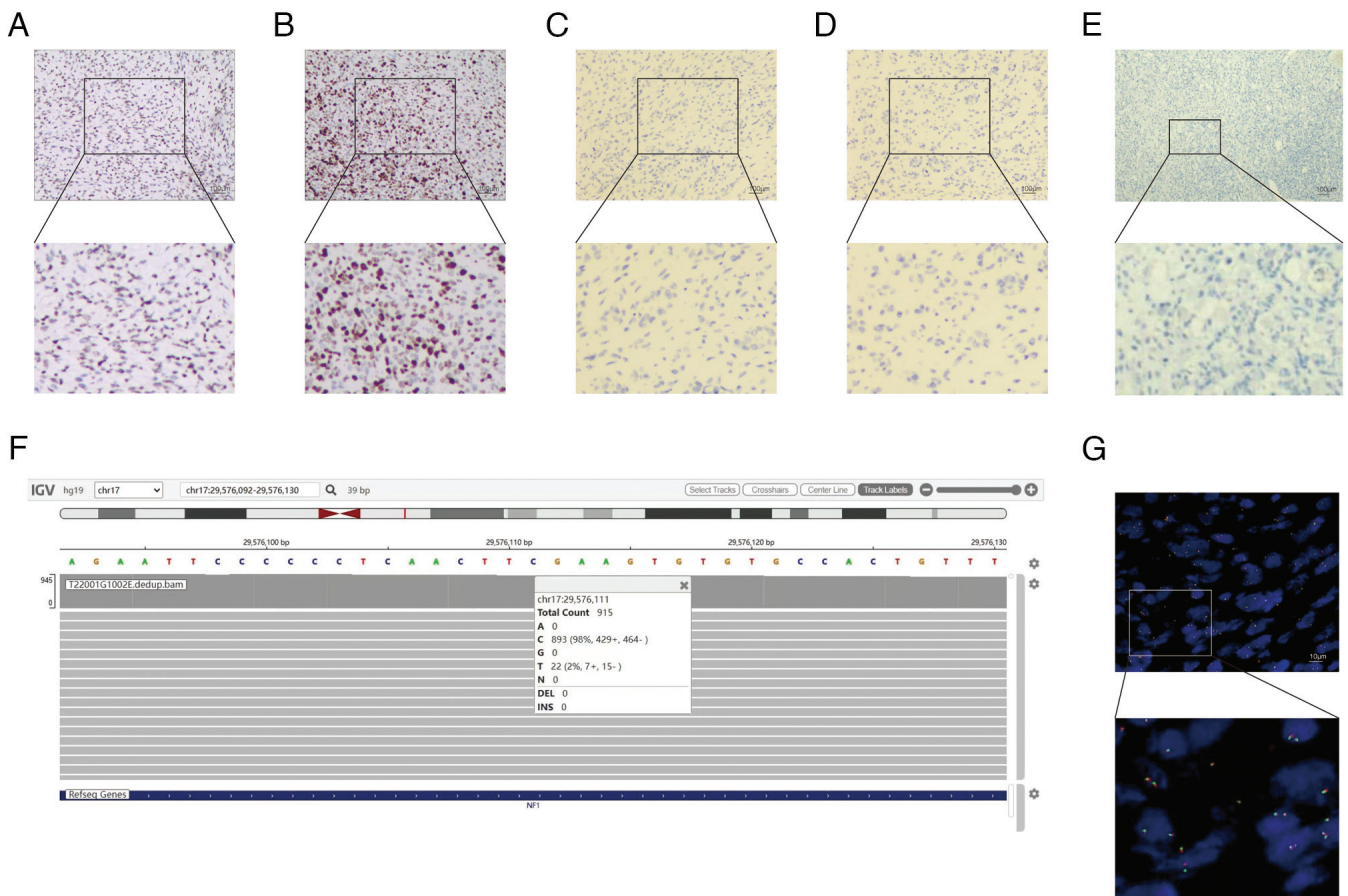 A B C D E
100μm 100μm 100μm 100μm 100μm
F
G
IGV hg19 chr17 chr17:29,576,092-29,576,130 39 bp Select Tracks Crosshairs Center Line Track Labels
29,576,100 bp 29,576,110 bp 29,576,120 bp 29,576,130
A G A A T T C C C C C C T C A A C T T C G A A G T G T G T G C C A C T G T T T
945 T22001G1002E.dedup.bam
0
chr17:29,576,111
Total Count 915
A 0
C 893 (98%, 429+, 464- )
G 0
T 22 (2%, 7+, 15- )
N 0
DEL 0
INS 0
10μm
Refseq Genes
NF1